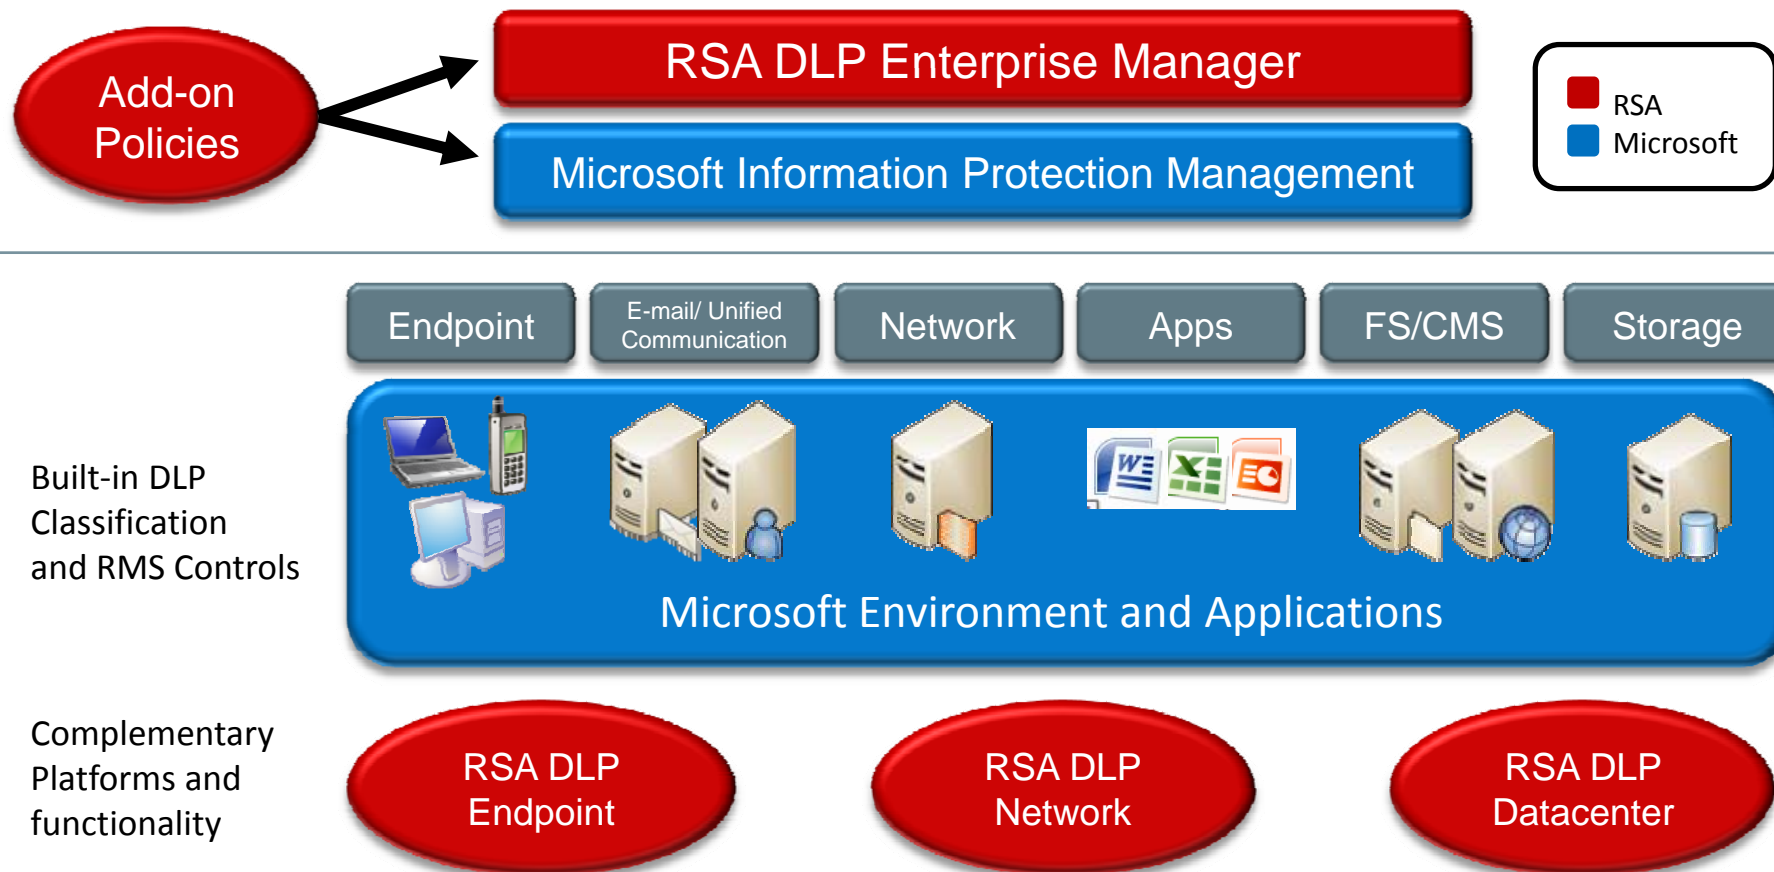 Add-on
Policies
RSA DLP Enterprise Manager
Microsoft Information Protection Management
RSA
Microsoft
Endpoint
E-mail/ Unified
Communication
Network
Apps
FS/CMS
Storage
Built-in DLP
Classification
and RMS Controls
Microsoft Environment and Applications
Complementary
Platforms and
functionality
RSA DLP
Endpoint
RSA DLP
Network
RSA DLP
Datacenter